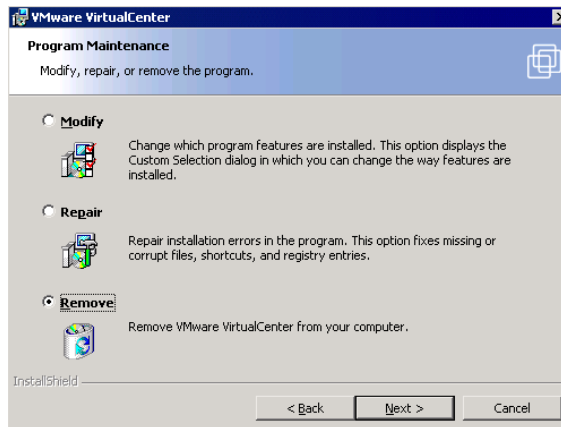 VMware VirtualCenter
Program Maintenance
Modify, repair, or remove the program.
Modify
Change which program features are installed. This option displays the
Custom Selection dialog in which you can change the way features are
installed.
Repair
Repair installation errors in the program. This option fixes missing or
corrupt files, shortcuts, and registry entries.
Remove
Remove VMware VirtualCenter from your computer.
InstallShield
< Back Next > Cancel